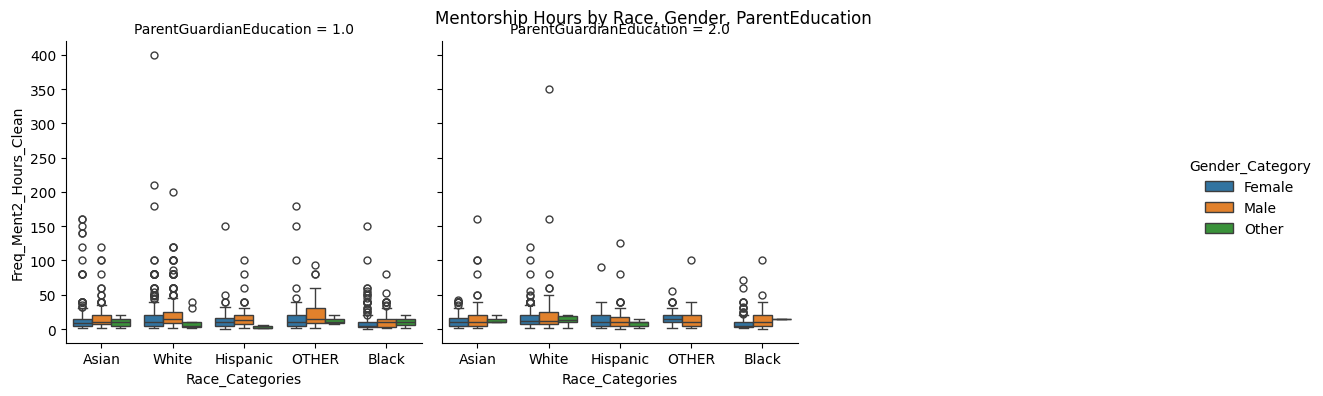 Mentorship Hours by Race, Gender, ParentEducation
ParentGuardianEducation = 1.0
ParentGuardianEducation = 2.0
Freq_Ment2_Hours_Clean
400
350
300
250
200
150
100
50
0
Asian
White
Hispanic
OTHER
Black
Race_Categories
Asian
White
Hispanic
OTHER
Black
Race_Categories
Gender_Category
Female
Male
Other